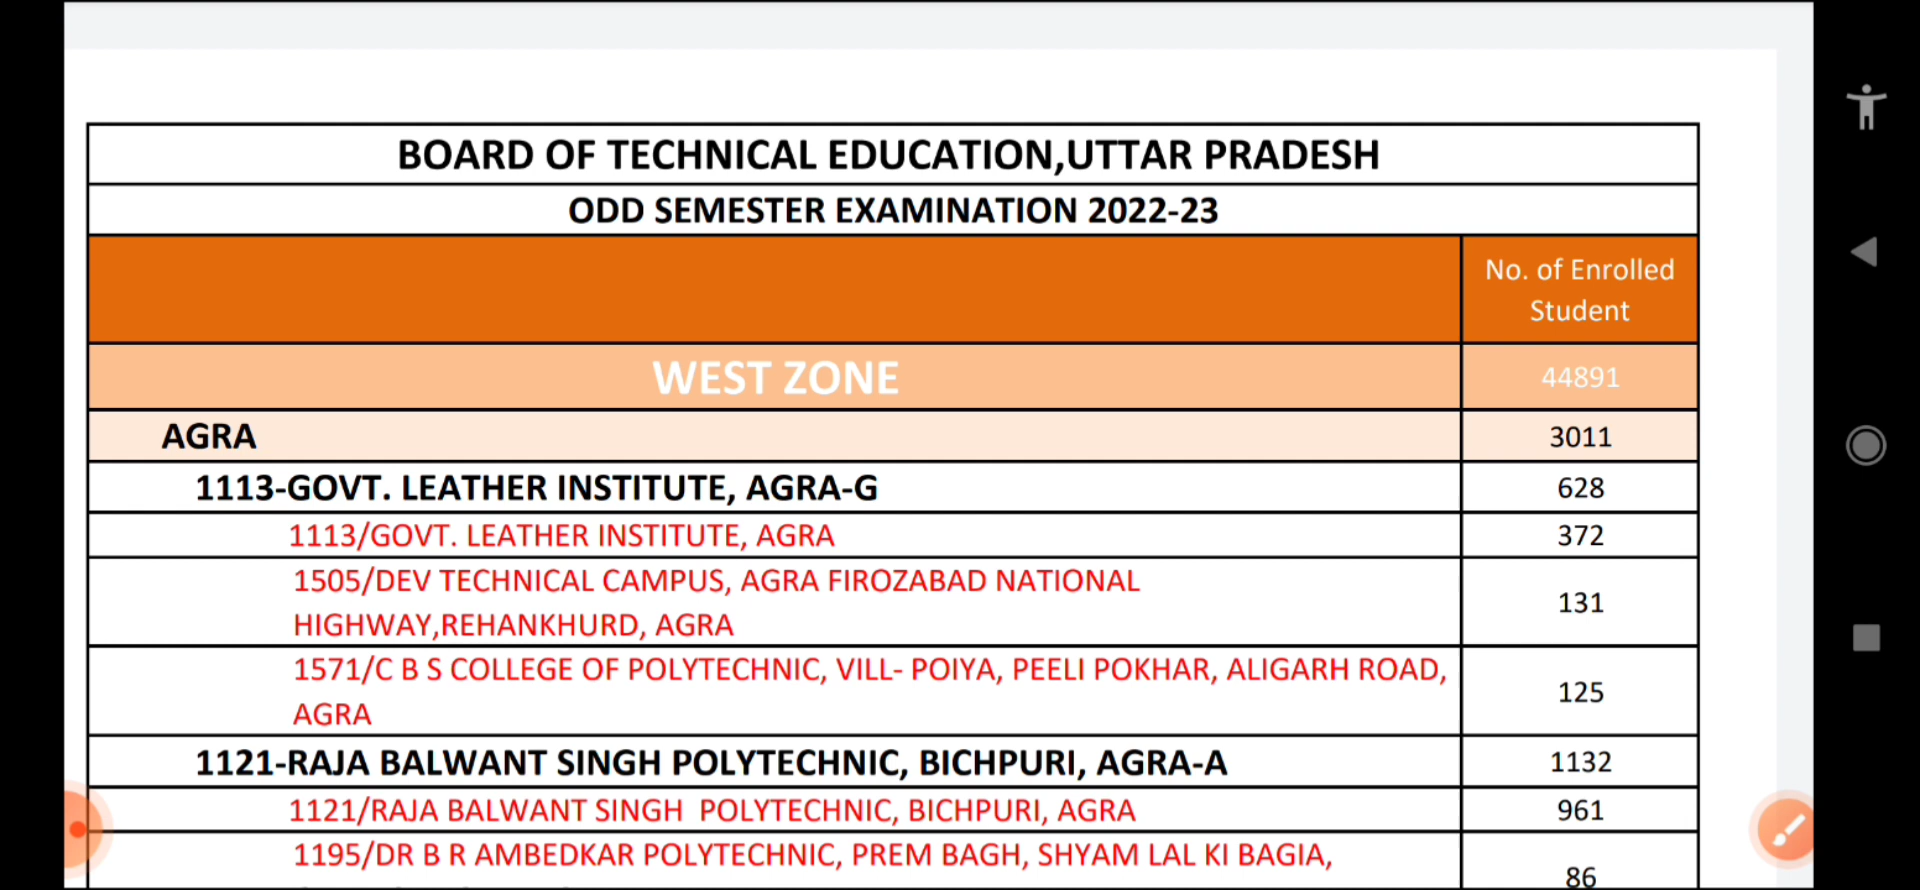 BOARD OF TECHNICAL EDUCATION,UTTAR PRADESH
ODD SEMESTER EXAMINATION 2022-23
No. of Enrolled
Student
WEST ZONE 44891
AGRA 3011
1113-GOVT. LEATHER INSTITUTE, AGRA-G 628
1113/GOVT. LEATHER INSTITUTE, AGRA 372
1505/DEV TECHNICAL CAMPUS, AGRA FIROZABAD NATIONAL
HIGHWAY,REHANKHURD, AGRA
131
1571/C B S COLLEGE OF POLYTECHNIC, VILL- POIYA, PEELI POKHAR, ALIGARH ROAD,
AGRA
125
1121-RAJA BALWANT SINGH POLYTECHNIC, BICHPURI, AGRA-A 1132
1121/RAJA BALWANT SINGH  POLYTECHNIC, BICHPURI, AGRA 961
1195/DR B R AMBEDKAR POLYTECHNIC, PREM BAGH, SHYAM LAL KI BAGIA,
86